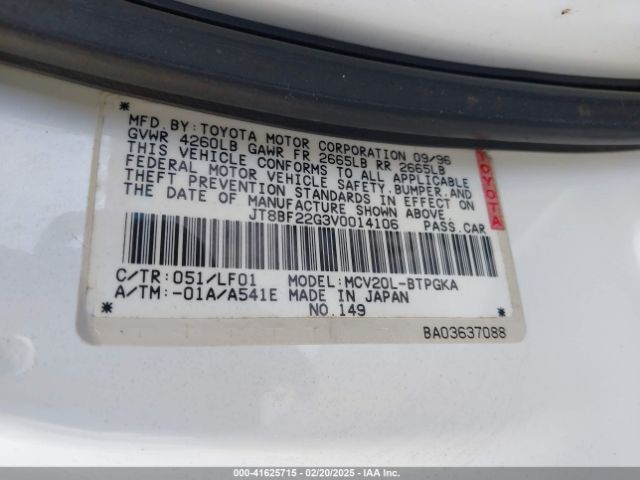 MFD. BY: TOYOTA MOTOR CORPORATION 09/96
GVWR 4260LB GAWR FR 2665LB RR 2665LB
THIS VEHICLE CONFORMS TO ALL APPLICABLE
FEDERAL MOTOR VEHICLE SAFETY, BUMPER, AND
THEFT PREVENTION STANDARDS IN EFFECT ON
THE DATE OF MANUFACTURE SHOWN ABOVE.
JT8BF22G3V0014106 PASS.CAR
TOYOTA
C/TR: 051/LF01 MODEL: MCV20L-BTPGKA
A/TM: -01A/A541E MADE IN JAPAN
NO. 149
BA03637088
000-41625715 - 02/20/2025 - IAA Inc.